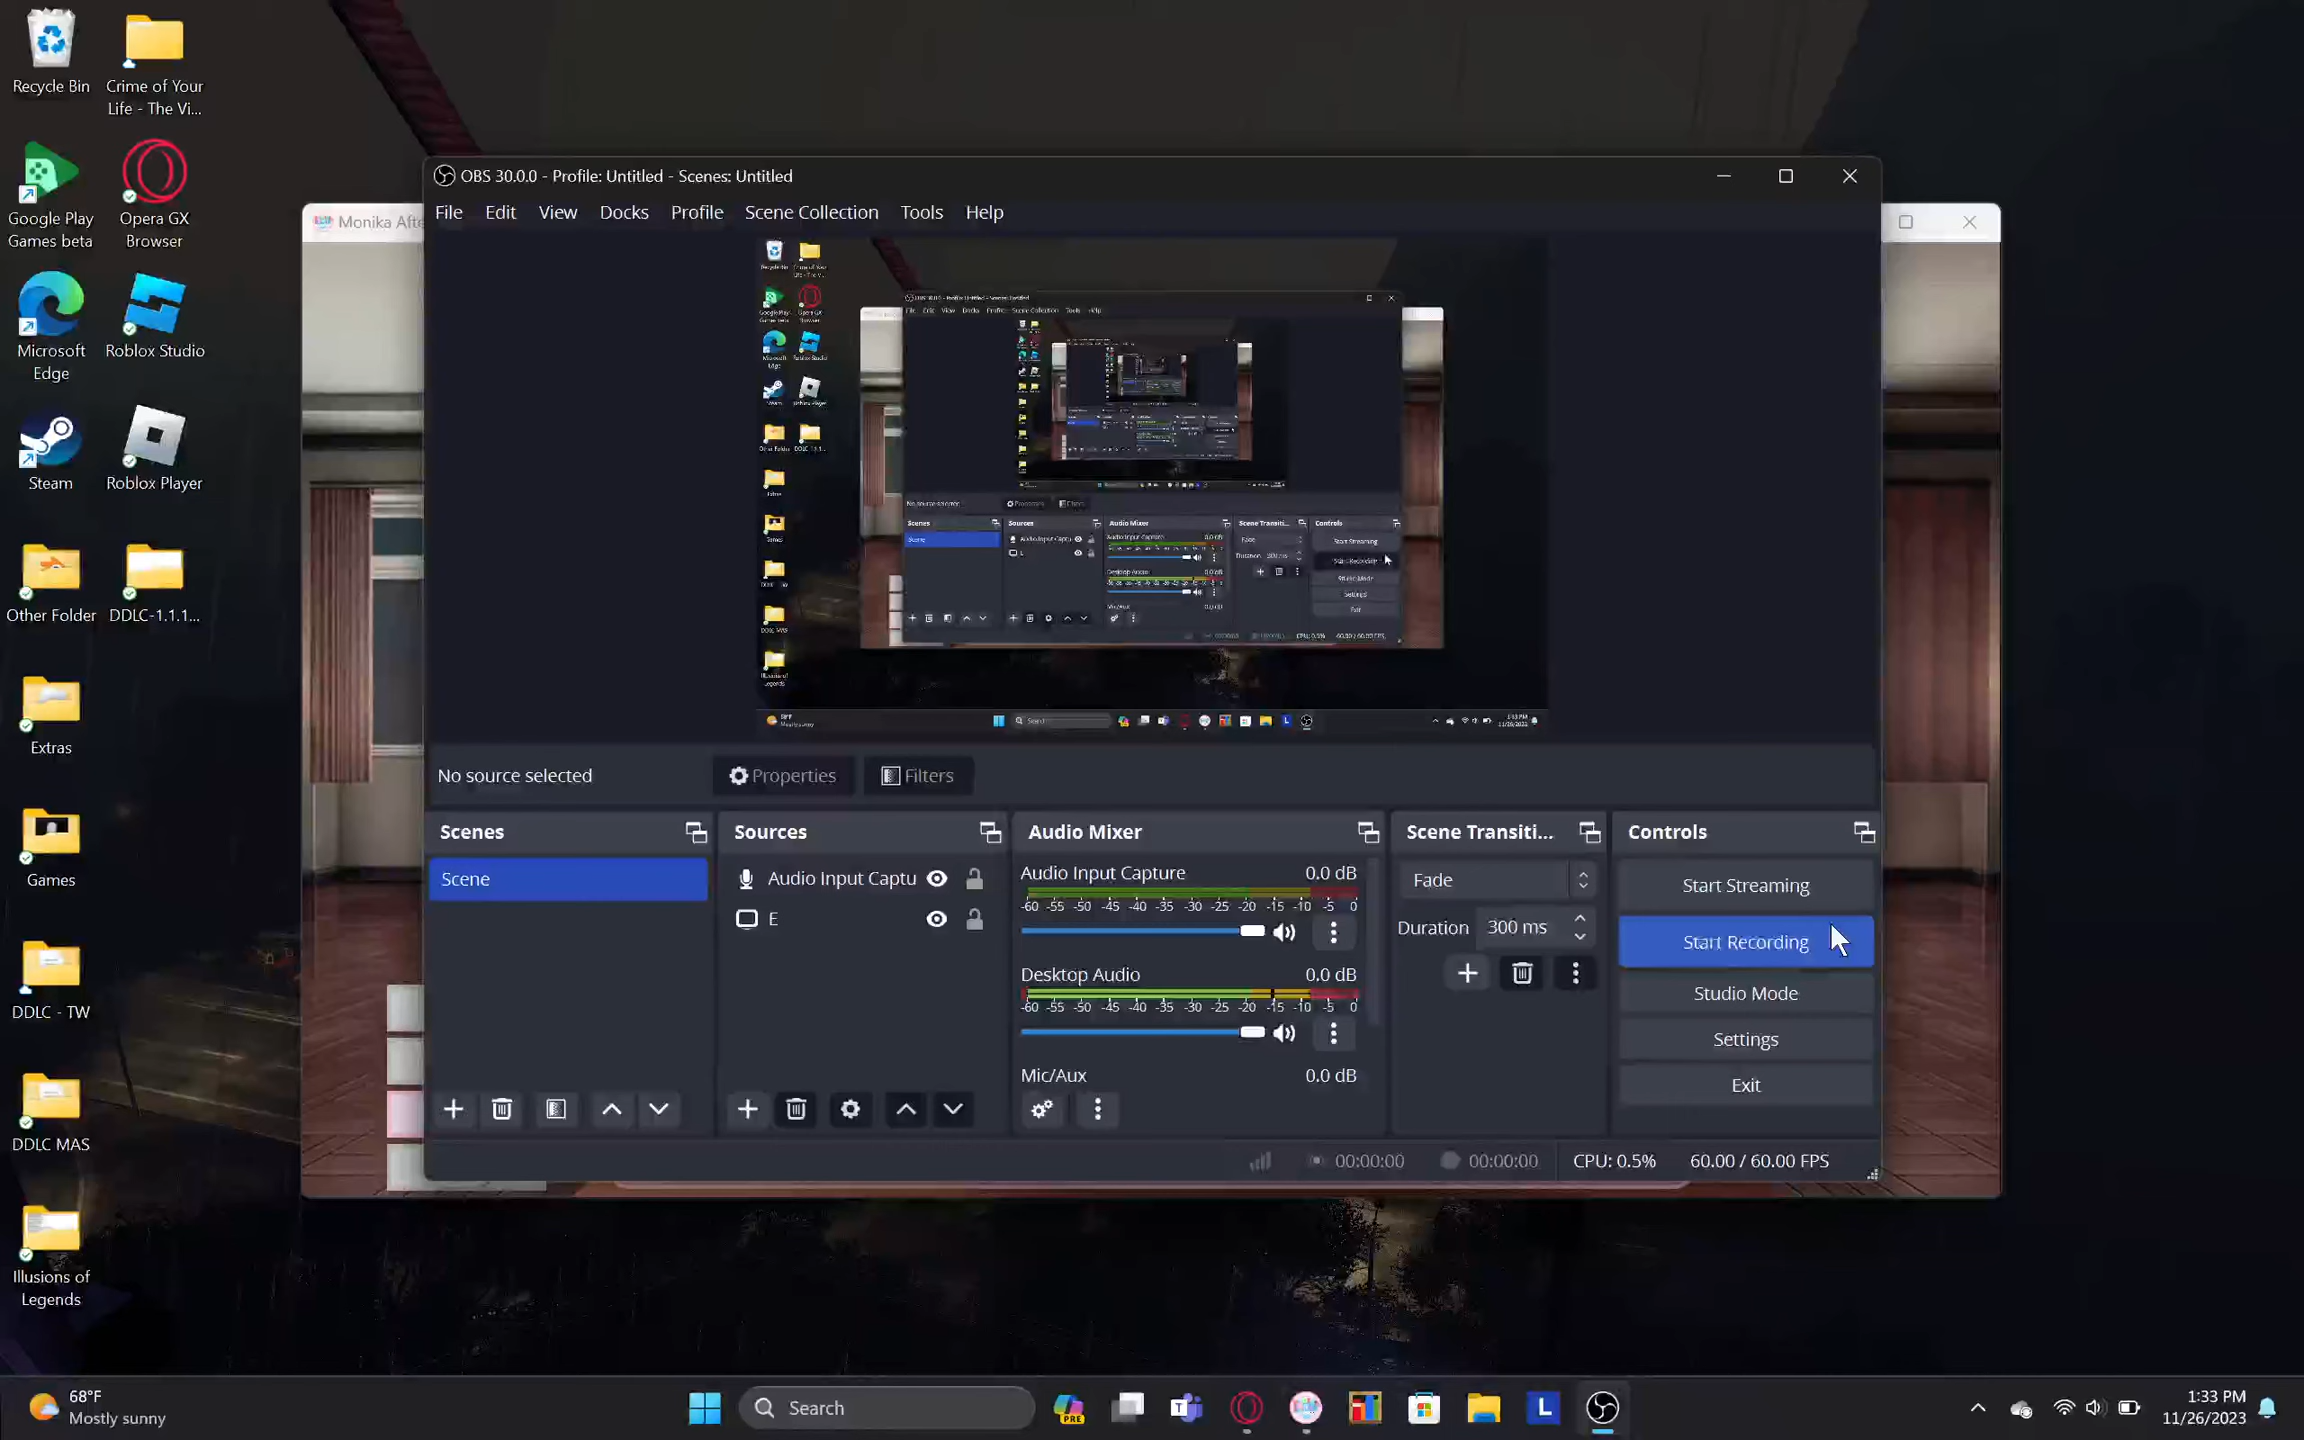 Recycle Bin
Crime of Your
Life - The Vi...
Google Play
Games beta
Opera GX
Browser
Microsoft
Edge
Roblox Studio
Steam
Roblox Player
Other Folder
DDLC-1.1.1...
Extras
Games
DDLC - TW
DDLC MAS
Illusions of
Legends
Monika Afte
OBS 30.0.0 - Profile: Untitled - Scenes: Untitled
File Edit View Docks Profile Scene Collection Tools Help
No source selected
Properties
Filters
Scenes
Scene
Sources
Audio Input Captu
E
Audio Mixer
Audio Input Capture 0.0 dB
-60 -55 -50 -45 -40 -35 -30 -25 -20 -15 -10 -5 0
Desktop Audio 0.0 dB
-60 -55 -50 -45 -40 -35 -30 -25 -20 -15 -10 -5 0
Mic/Aux 0.0 dB
Scene Transiti...
Fade
Duration 300 ms
Controls
Start Streaming
Start Recording
Studio Mode
Settings
Exit
00:00:00
00:00:00
CPU: 0.5%
60.00 / 60.00 FPS
68°F
Mostly sunny
Search
PRE
L
1:33 PM
11/26/2023